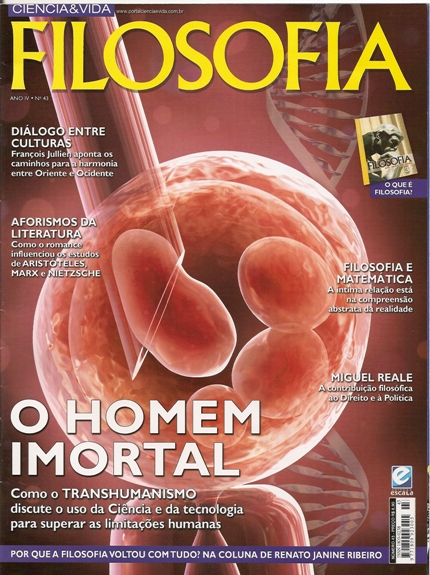 CIÊNCIA&VIDA
www.portalcienciaevida.com.br
FILOSOFIA
ANO IV • Nº 43
DIÁLOGO ENTRE
CULTURAS
François Jullien aponta os
caminhos para a harmonia
entre Oriente e Ocidente
FILOSOFIA
O QUE É
FILOSOFIA?
AFORISMOS DA
LITERATURA
Como o romance
influenciou os estudos
de ARISTÓTELES,
MARX e NIETZSCHE
FILOSOFIA E
MATEMÁTICA
A íntima relação está
na compreensão
abstrata da realidade
MIGUEL REALE
A contribuição filosófica
ao Direito e à Política
O HOMEM
IMORTAL
Como o TRANSHUMANISMO
discute o uso da Ciência e da tecnologia
para superar as limitações humanas
e
escala
POR QUE A FILOSOFIA VOLTOU COM TUDO? NA COLUNA DE RENATO JANINE RIBEIRO